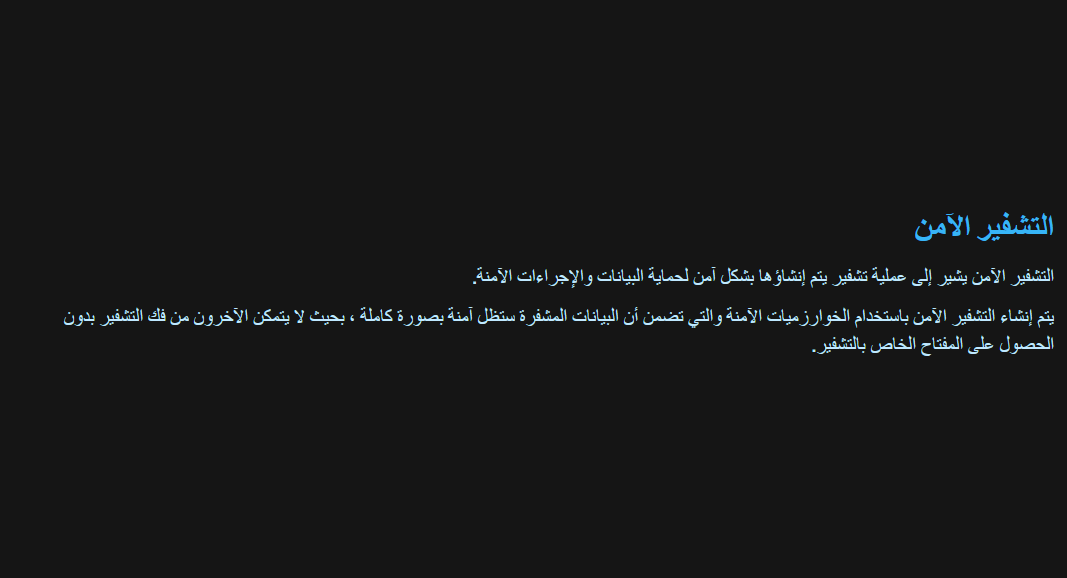 التشفير الآمن
التشفير الآمن يشير إلى عملية تشفير يتم إنشاؤها بشكل آمن لحماية البيانات والإجراءات الآمنة.
يتم إنشاء التشفير الآمن باستخدام الخوارزميات الآمنة والتي تضمن أن البيانات المشفرة ستظل آمنة بصورة كاملة ، بحيث لا يتمكن الآخرون من فك التشفير بدون
الحصول على المفتاح الخاص بالتشفير.